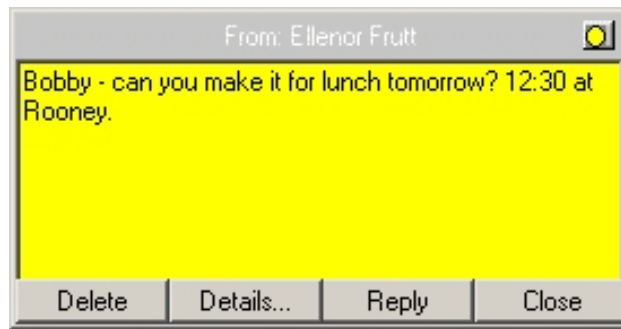 From: Ellenor Frutt
Bobby - can you make it for lunch tomorrow? 12:30 at
Rooney.
Delete Details... Reply Close